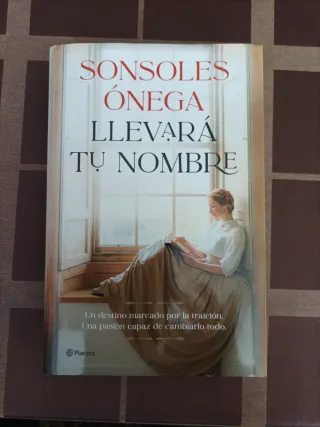 SONSOLES
ÓNEGA
LLEVARÁ
TU NOMBRE
Un destino marcado por la traición.
Una pasión capaz de cambiarlo todo.
Planeta